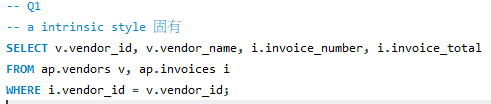 -- Q1
-- a intrinsic style 固有
SELECT v.vendor_id, v.vendor_name, i.invoice_number, i.invoice_total
FROM ap.vendors v, ap.invoices i
WHERE i.vendor_id = v.vendor_id;